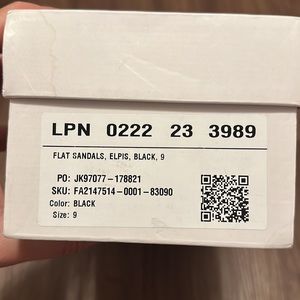 LPN 0222 23 3989
FLAT SANDALS, ELPIS, BLACK, 9
PO: JK97077-178821
SKU: FA2147514-0001-83090
Color: BLACK
Size: 9